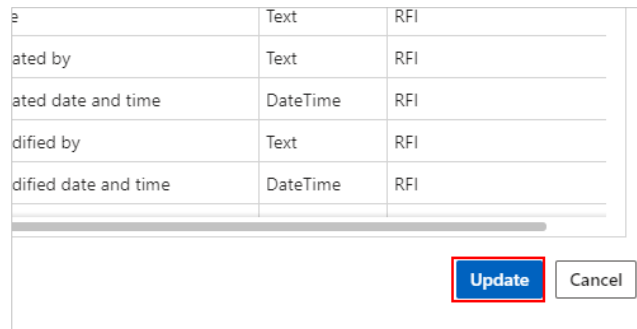 e Text RFI
ated by Text RFI
ated date and time DateTime RFI
dified by Text RFI
dified date and time DateTime RFI
Update Cancel